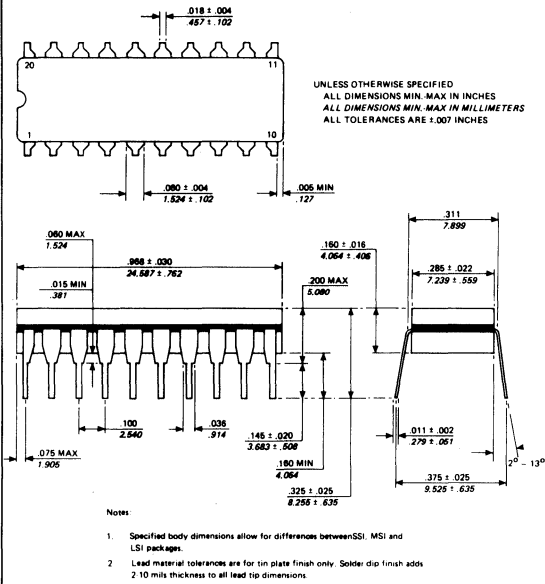 .018 ± .004
.457 ± .102
20
11
1
10
UNLESS OTHERWISE SPECIFIED
ALL DIMENSIONS MIN.-MAX IN INCHES
ALL DIMENSIONS MIN.-MAX IN MILLIMETERS
ALL TOLERANCES ARE ±.007 INCHES
.060 ± .004
1.524 ± .102
.005 MIN
.127
.311
7.899
.060 MAX
1.524
.968 ± .030
24.587 ± .762
.160 ± .016
4.064 ± .406
.285 ± .022
7.239 ± .559
.015 MIN
.381
.200 MAX
5.080
.100
2.540
.036
.914
.145 ± .020
3.683 ± .508
.011 ± .002
.279 ± .051
.075 MAX
1.905
.160 MIN
4.064
2° - 13°
.325 ± .025
8.255 ± .635
.375 ± .025
9.525 ± .635
Notes:
1. Specified body dimensions allow for differences between SSI, MSI and
LSI packages.
2 Lead material tolerances are for tin plate finish only. Solder dip finish adds
2-10 mils thickness to all lead tip dimensions.